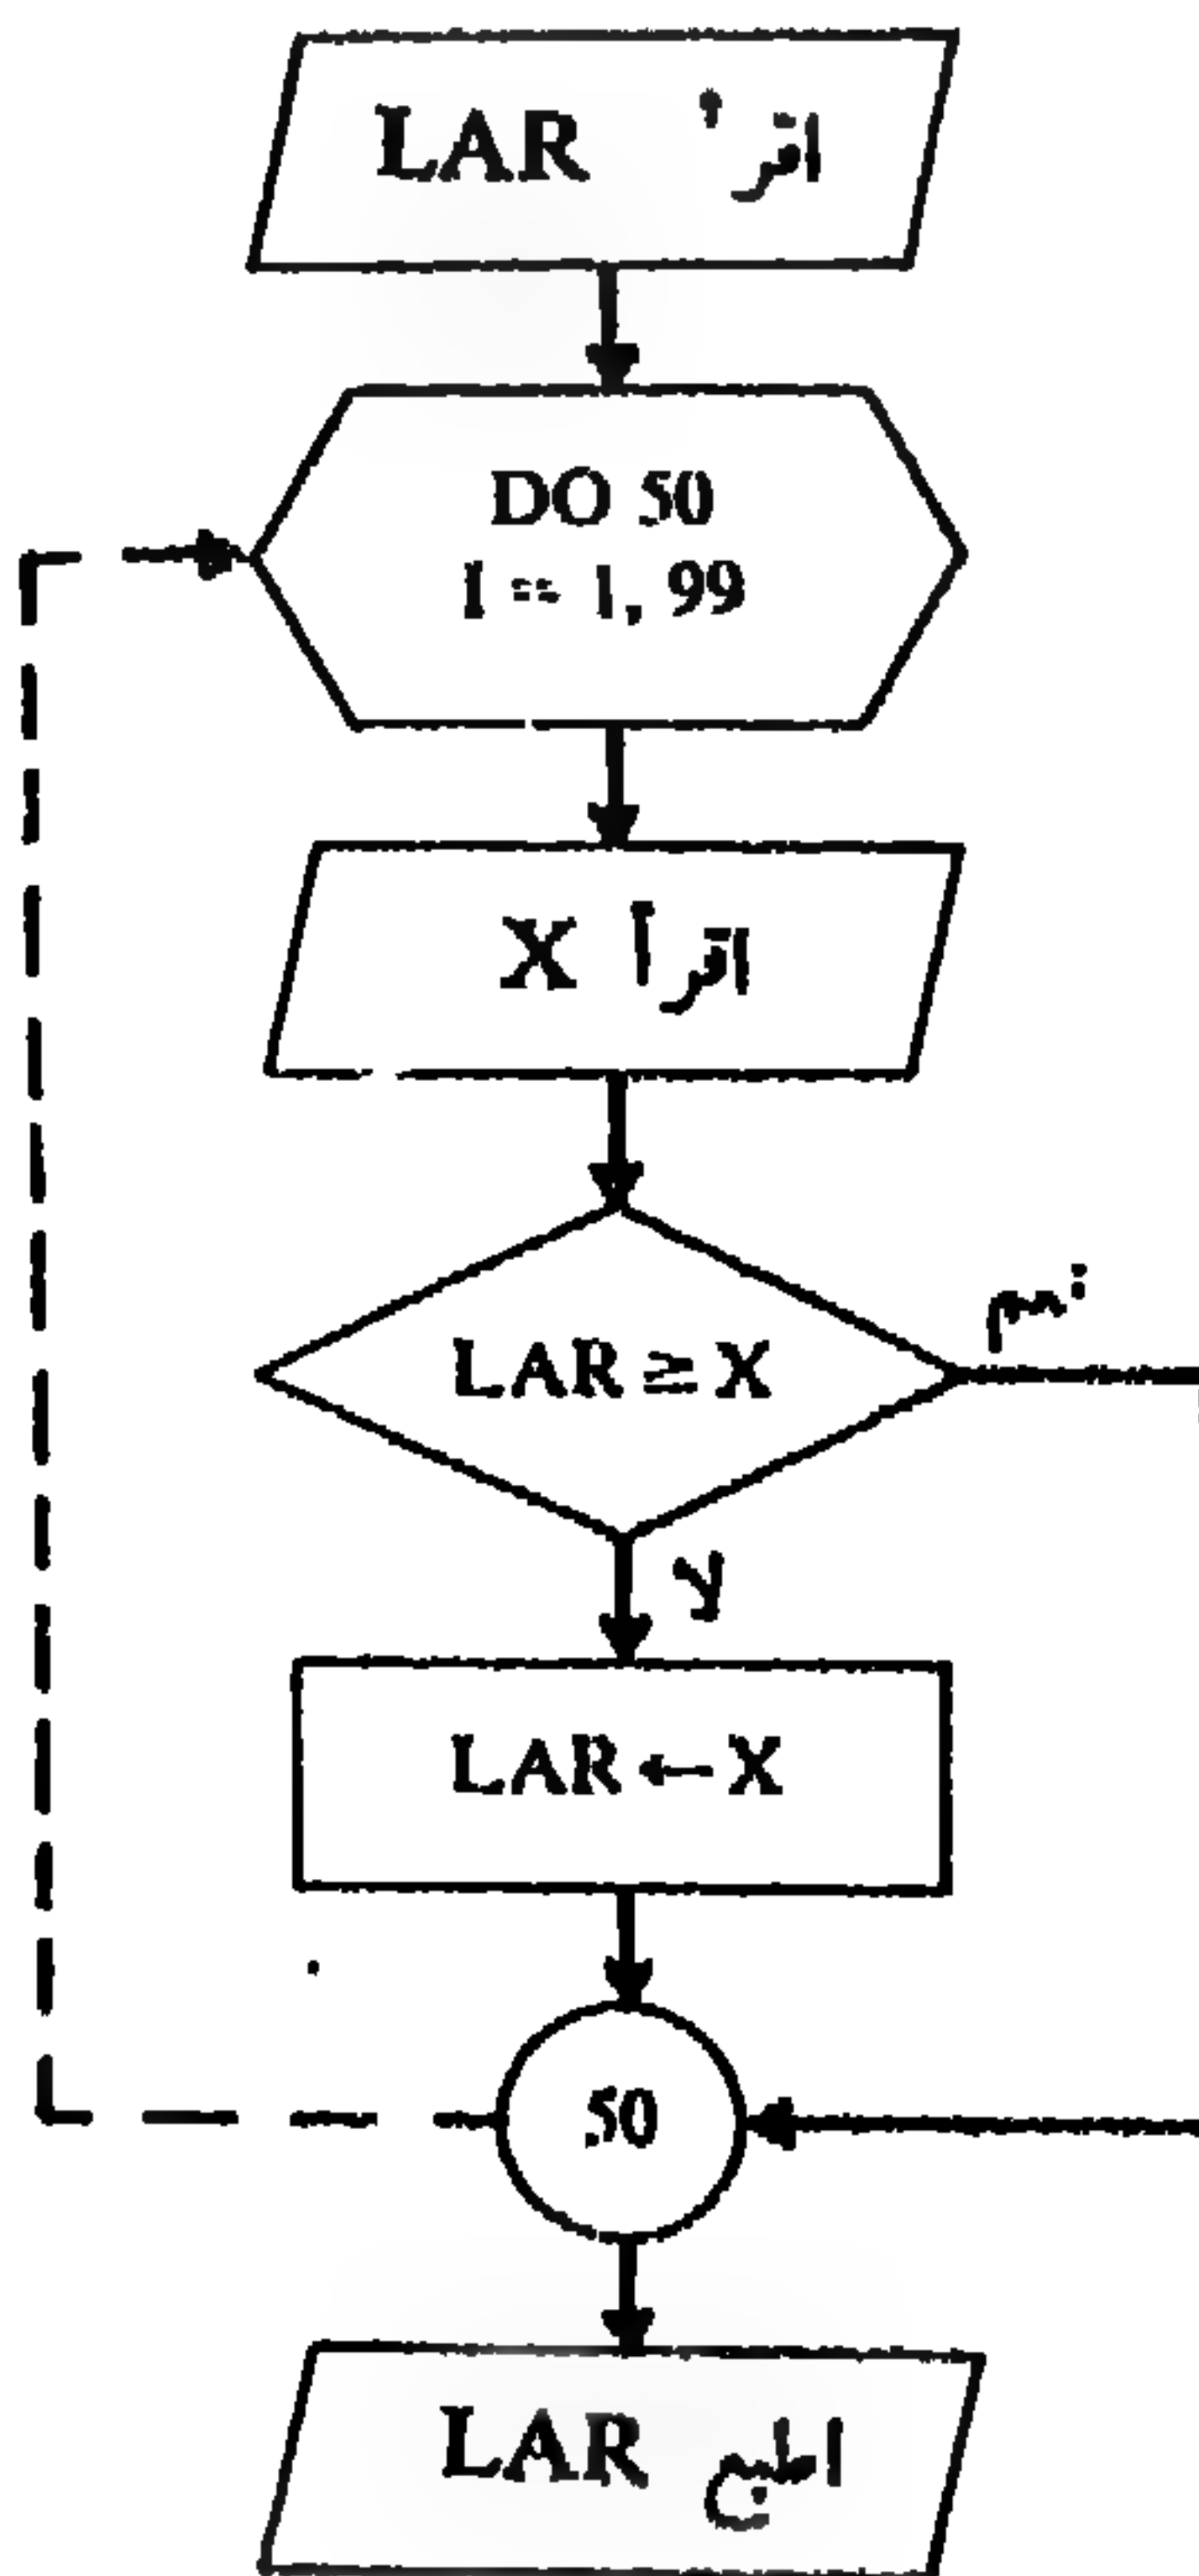 اقرأ LAR
DO 50
I = 1, 99
اقرأ X
LAR ≥ X
نعم
لا
LAR ← X
50
اطبع LAR